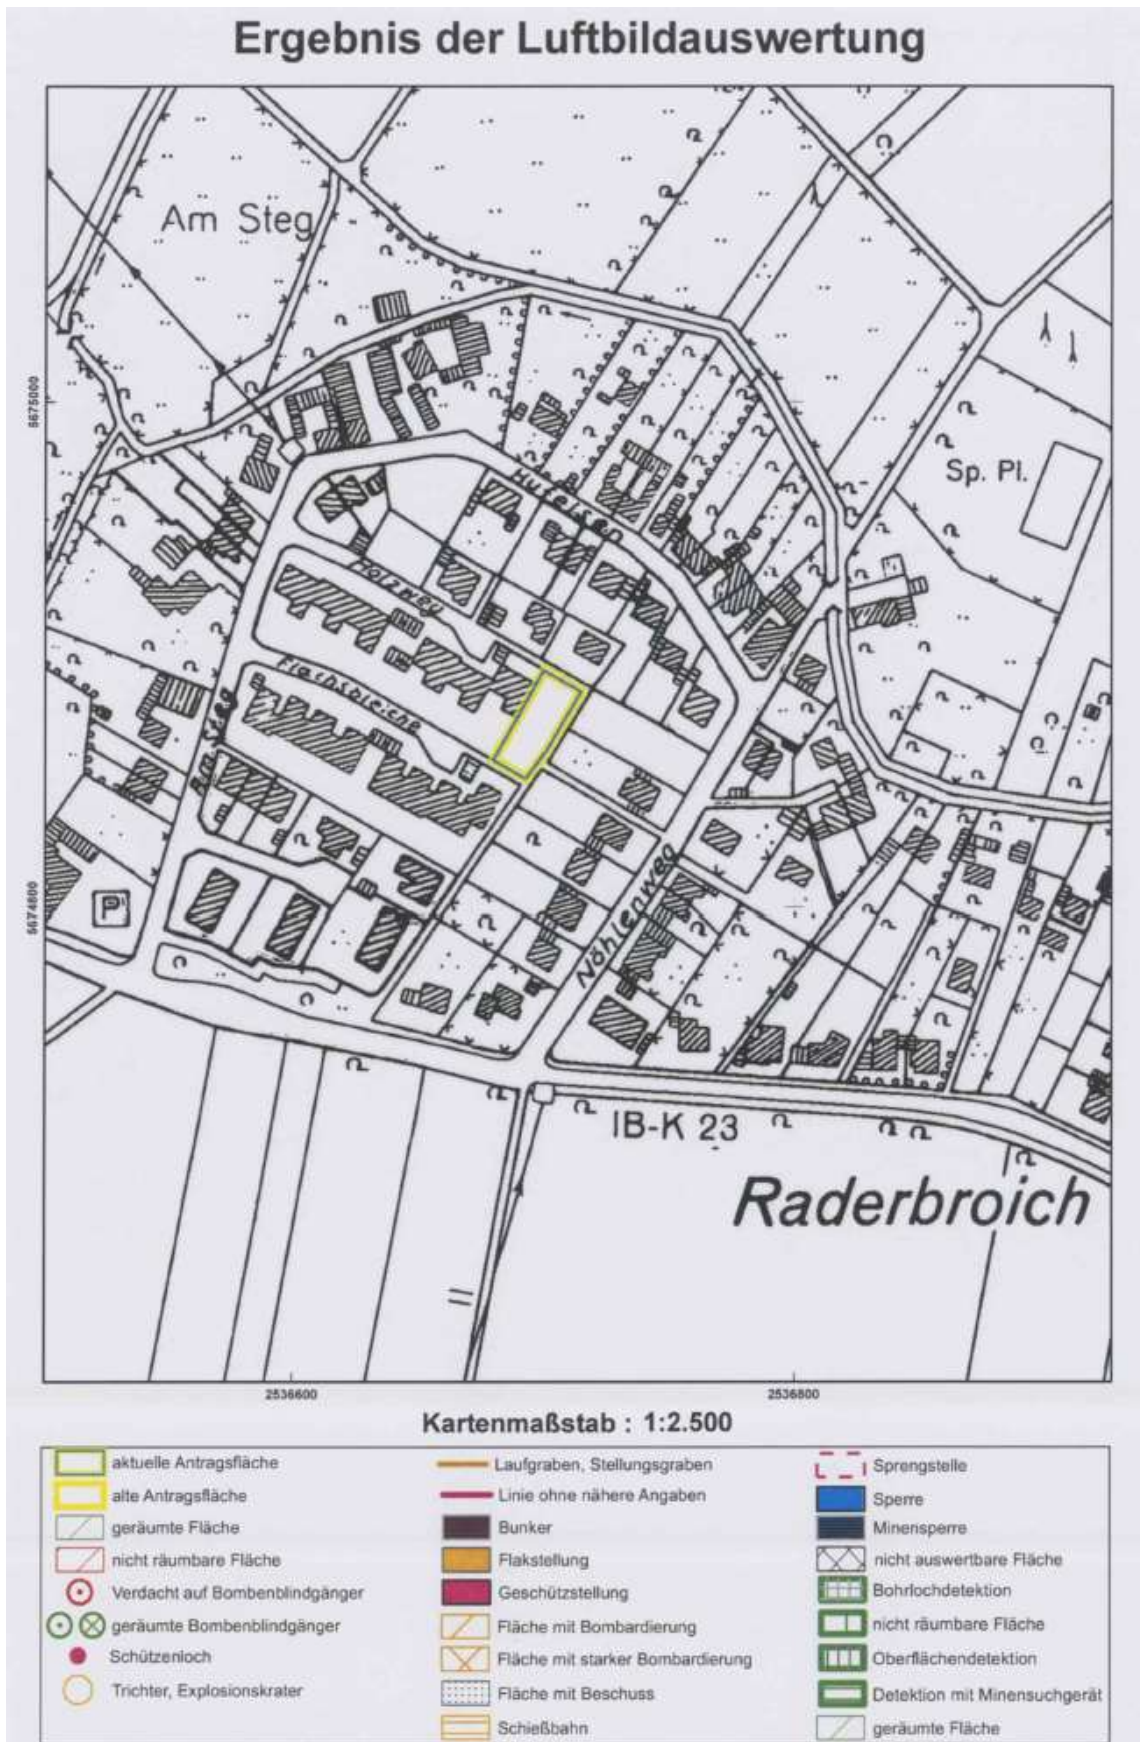 Ergebnis der Luftbildauswertung
Am Steg
5675000
Sp. Pl.
Hufeisen
Holzweg
Flachsbleiche
Am Steg
5674800
P
Nöhlenweg
IB-K 23
Raderbroich
2536600
2536800
Kartenmaßstab : 1:2.500
aktuelle Antragsfläche
alte Antragsfläche
geräumte Fläche
nicht räumbare Fläche
Verdacht auf Bombenblindgänger
geräumte Bombenblindgänger
Schützenloch
Trichter, Explosionskrater
Laufgraben, Stellungsgraben
Linie ohne nähere Angaben
Bunker
Flakstellung
Geschützstellung
Fläche mit Bombardierung
Fläche mit starker Bombardierung
Fläche mit Beschuss
Schießbahn
Sprengstelle
Sperre
Minensperre
nicht auswertbare Fläche
Bohrlochdetektion
nicht räumbare Fläche
Oberflächendetektion
Detektion mit Minensuchgerät
geräumte Fläche